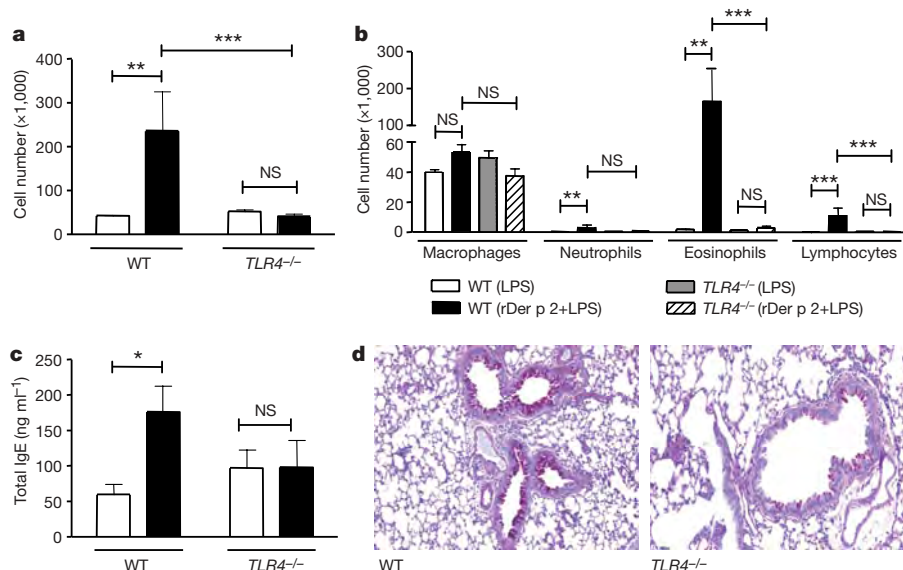 a
Cell number (×1,000)
400
300
200
100
0
**
***
NS
WT
TLR4–/–
b
Cell number (×1,000)
300
200
100
60
40
20
0
NS
NS
**
NS
**
***
NS
***
***
NS
Macrophages
Neutrophils
Eosinophils
Lymphocytes
WT (LPS)
WT (rDer p 2+LPS)
TLR4–/– (LPS)
TLR4–/– (rDer p 2+LPS)
c
Total IgE (ng ml–1)
250
200
150
100
50
0
*
NS
WT
TLR4–/–
d
WT
TLR4–/–